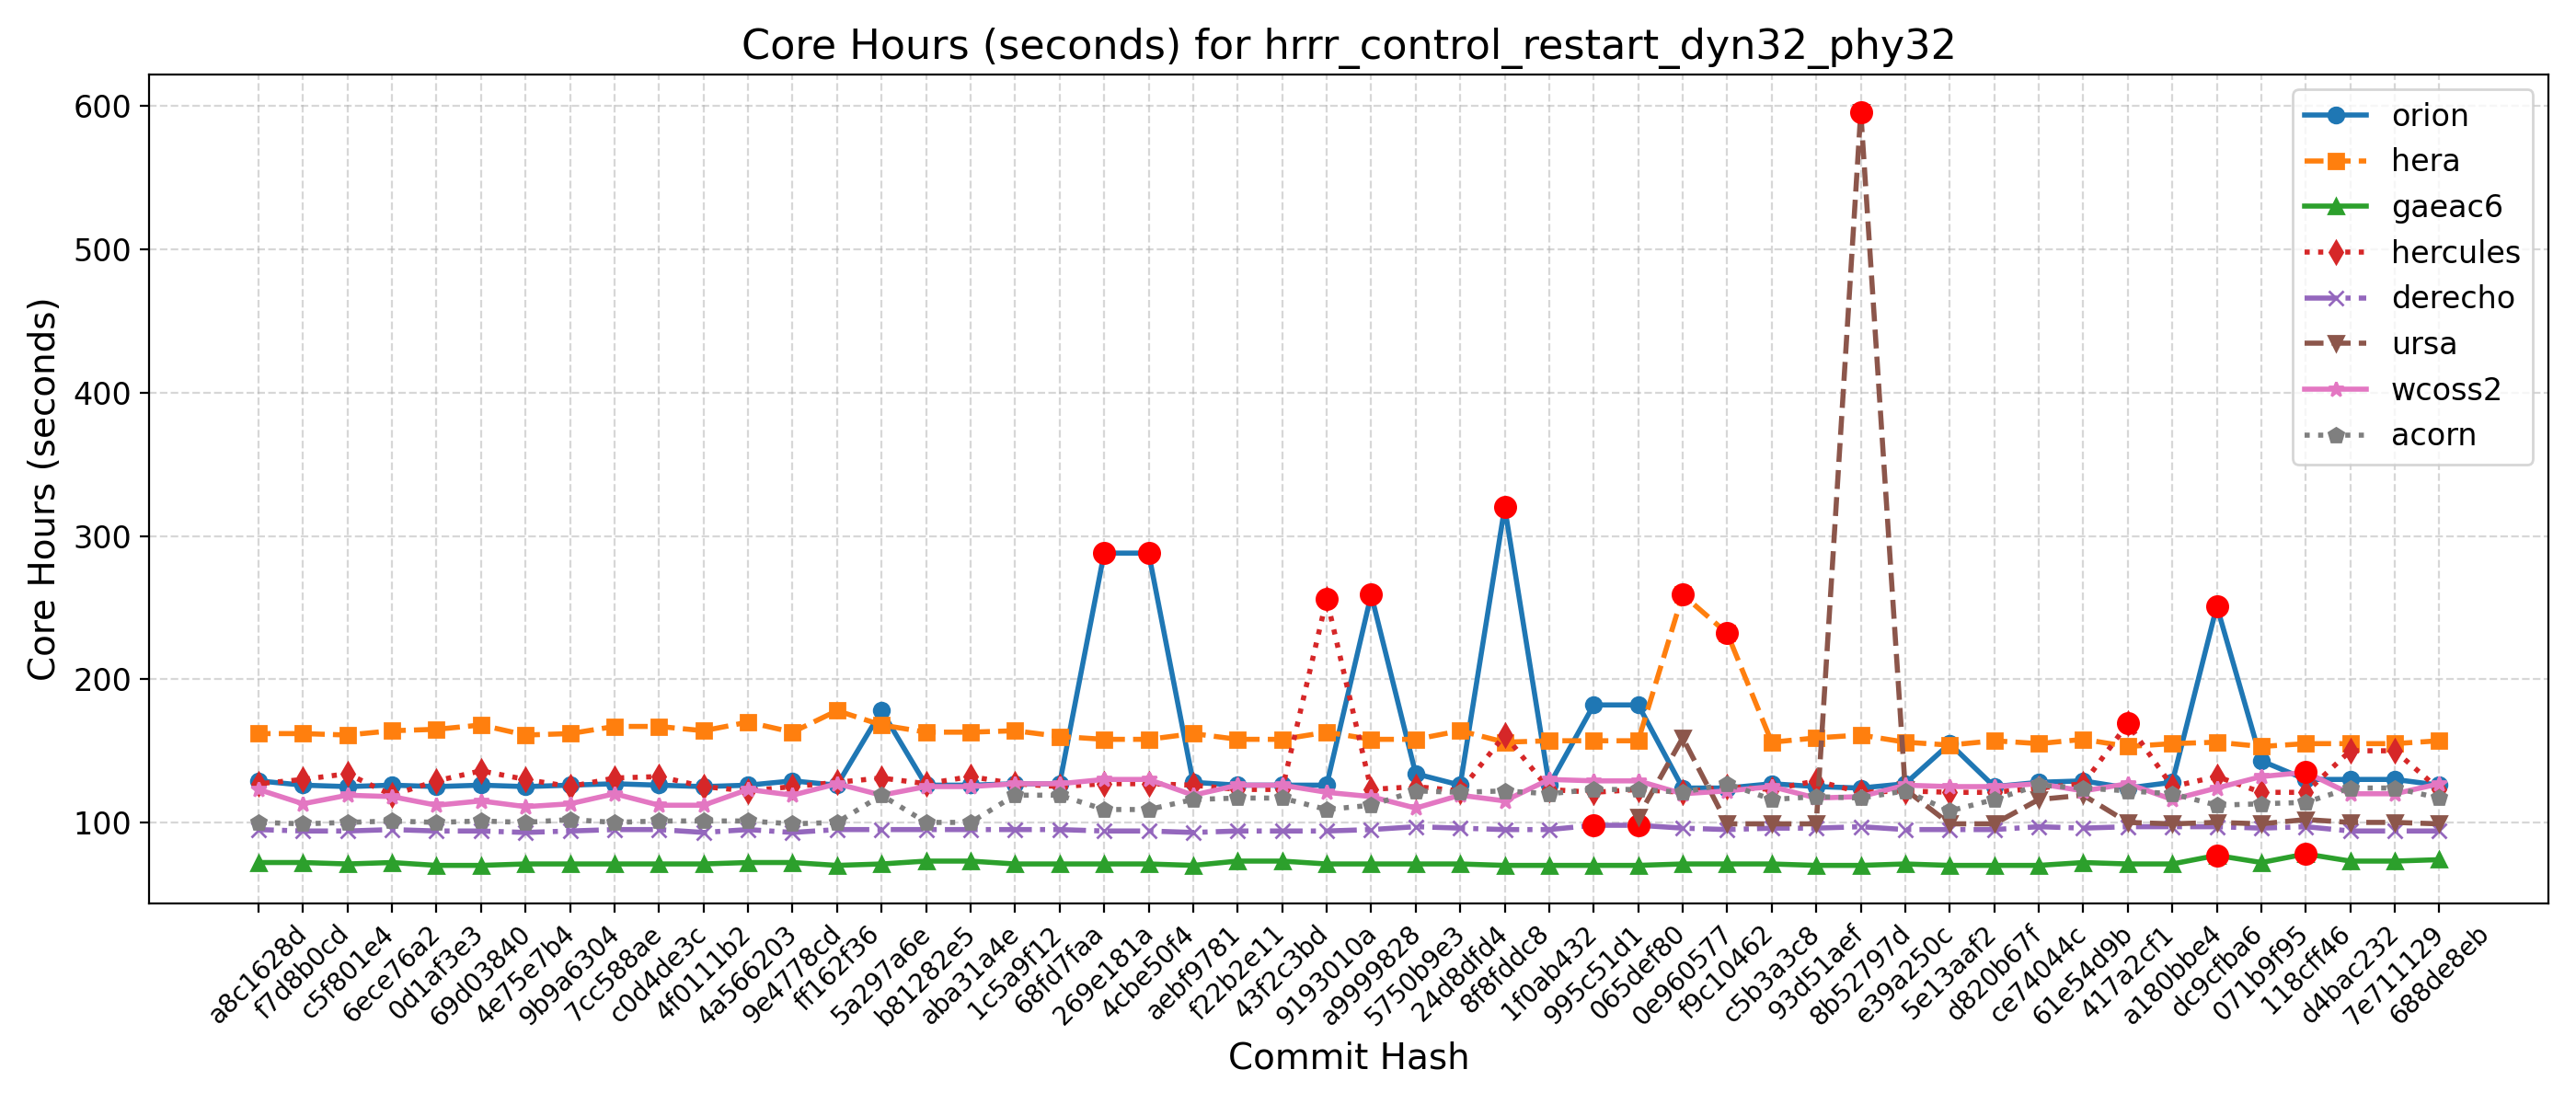 Core Hours (seconds) for hrrr_control_restart_dyn32_phy32
Core Hours (seconds)
600
500
400
300
200
100
orion
hera
gaeac6
hercules
derecho
ursa
wcoss2
acorn
a8c1628d
f7d8b0cd
c5f801e4
6ece76a2
0d1af3e3
69d03840
4e75e7b4
9b9a6304
7cc588ae
c0d4de3c
4f0111b2
4a566203
9e4778cd
ff162f36
5a297a6e
b81282e5
aba31a4e
1c5a9f12
68fd7faa
269e181a
4cbe50f4
aebf9781
f22b2e11
43f2c3bd
9193010a
a9999828
5750b9e3
24d8dfd4
8f8fddc8
1f0ab432
995c51d1
065def80
0e960577
f9c10462
c5b3a3c8
93d51aef
8b52797d
e39a250c
5e13aaf2
d820b67f
ce74044c
61e54d9b
417a2cf1
a180bbe4
dc9cfba6
071b9f95
118cff46
d4bac232
7e711129
688de8eb
Commit Hash